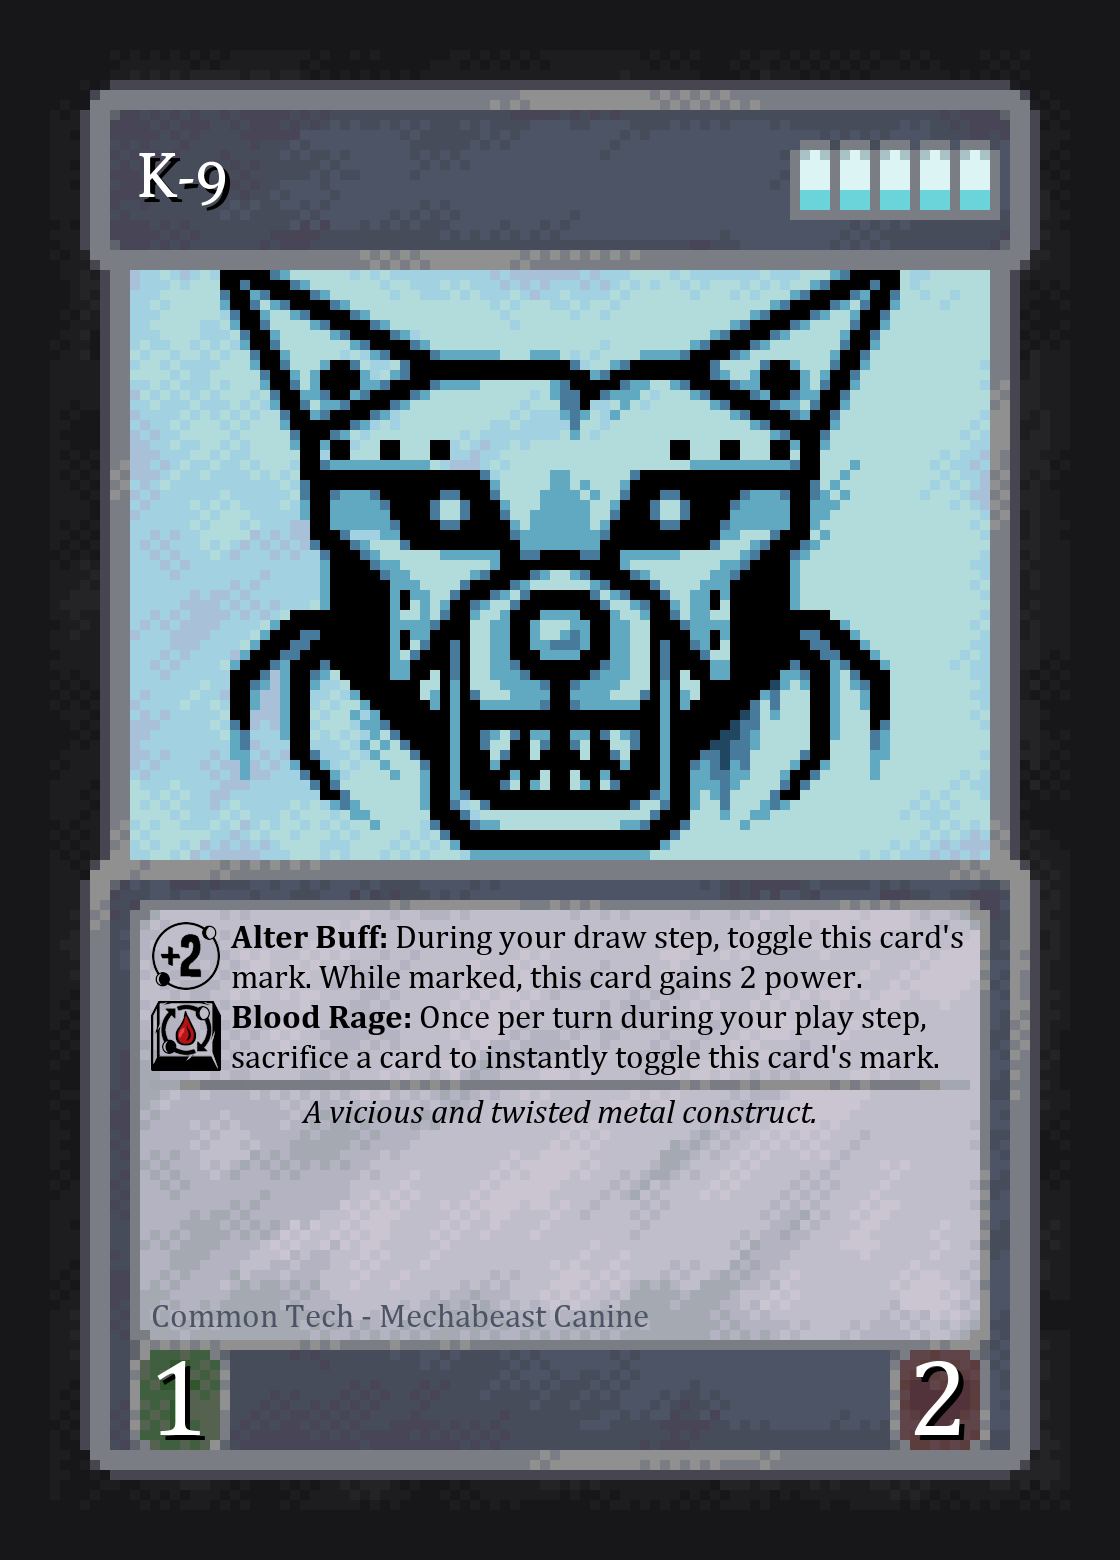 K-9
+2 Alter Buff: During your draw step, toggle this card's
mark. While marked, this card gains 2 power.
Blood Rage: Once per turn during your play step,
sacrifice a card to instantly toggle this card's mark.
A vicious and twisted metal construct.
Common Tech - Mechabeast Canine
1 2